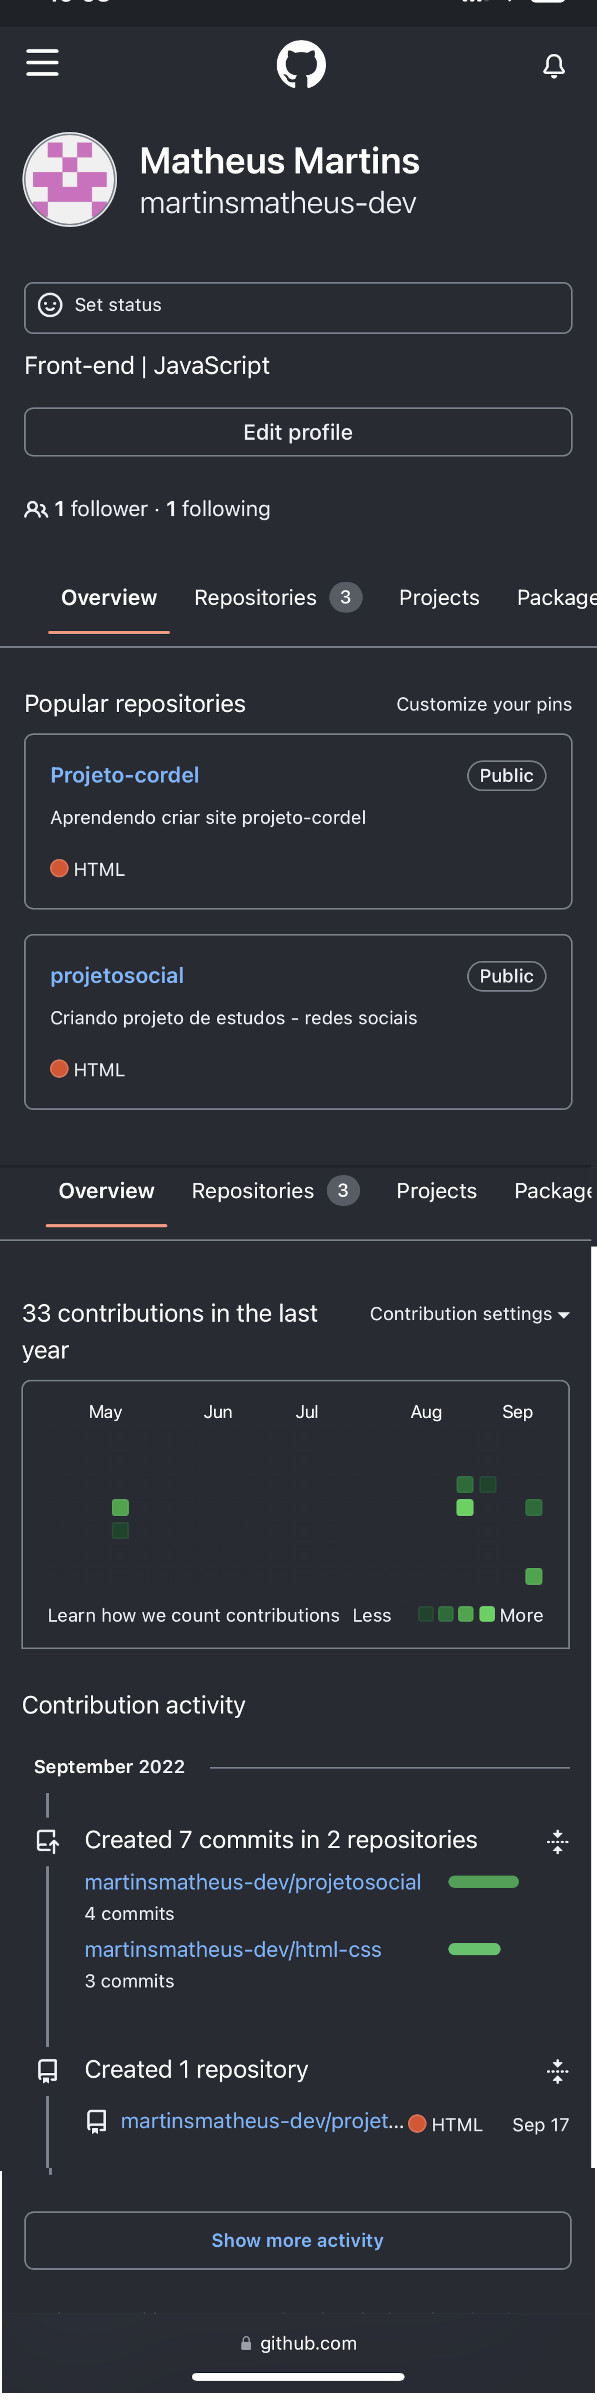 Matheus Martins
martinsmatheus-dev
Set status
Front-end | JavaScript
Edit profile
1 follower · 1 following
Overview Repositories 3 Projects Package
Popular repositories Customize your pins
Projeto-cordel Public
Aprendendo criar site projeto-cordel
HTML
projetosocial Public
Criando projeto de estudos - redes sociais
HTML
Overview Repositories 3 Projects Package
33 contributions in the last Contribution settings
year
May Jun Jul Aug Sep
Learn how we count contributions Less More
Contribution activity
September 2022
Created 7 commits in 2 repositories
martinsmatheus-dev/projetosocial
4 commits
martinsmatheus-dev/html-css
3 commits
Created 1 repository
martinsmatheus-dev/projet... HTML Sep 17
Show more activity
github.com